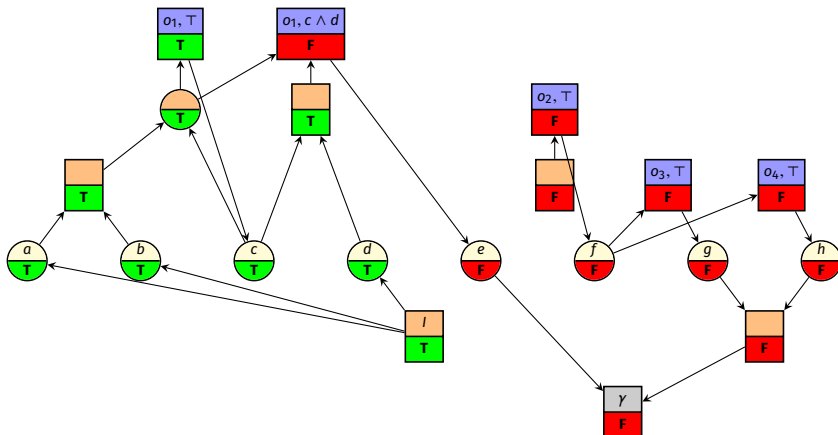 o₁, ⊤
o₁, c ∧ d
T
F
o₂, ⊤
T
T
F
o₃, ⊤
o₄, ⊤
T
F
F
F
a
b
c
d
e
f
g
h
T
T
T
T
F
F
F
F
I
T
F
γ
F